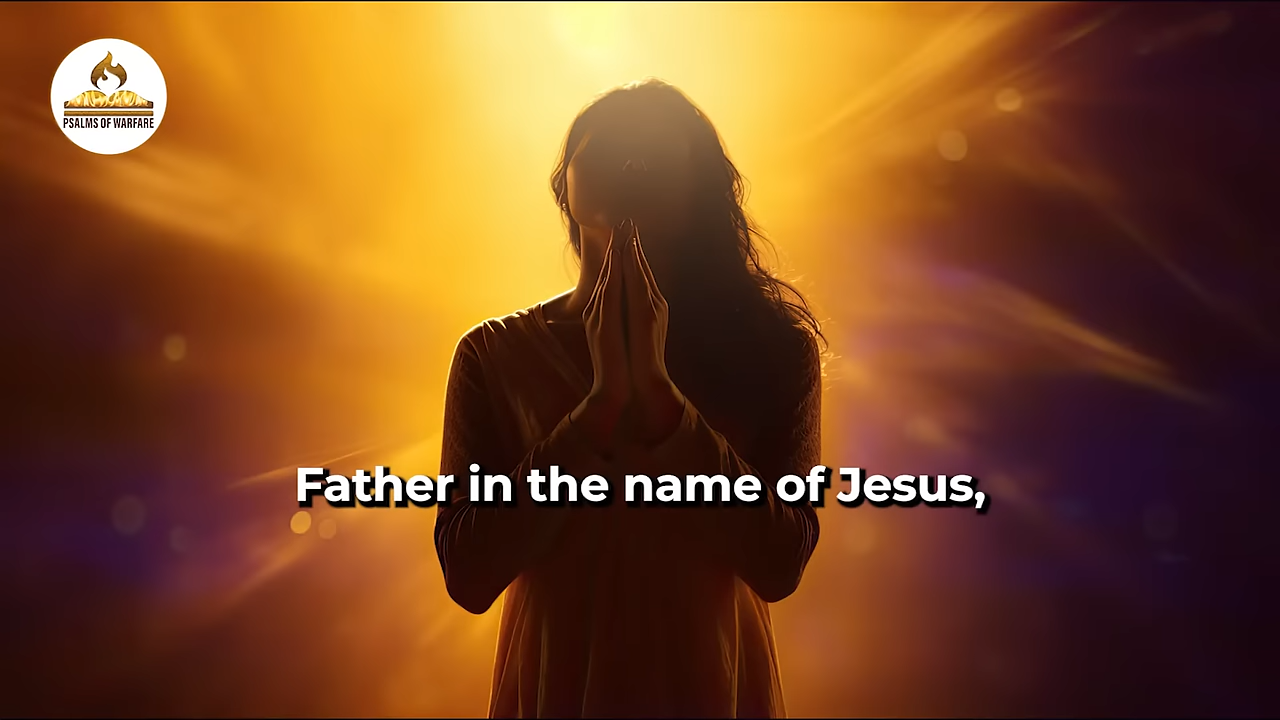 PSALMS OF WARFARE
Father in the name of Jesus,